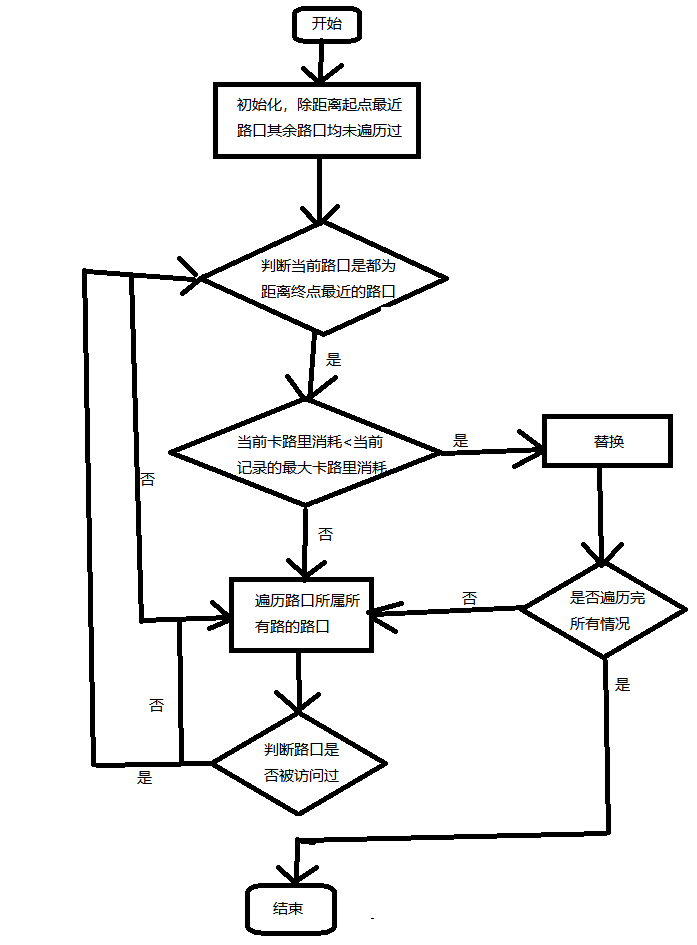 开始
初始化，除距离起点最近
路口其余路口均未遍历过
判断当前路口是都为
距离终点最近的路口
是
当前卡路里消耗<当前
记录的最大卡路里消耗
是
替换
否
否
遍历路口所属所
有路的路口
否
是否遍历完
所有情况
是
否
判断路口是
否被访问过
是
结束